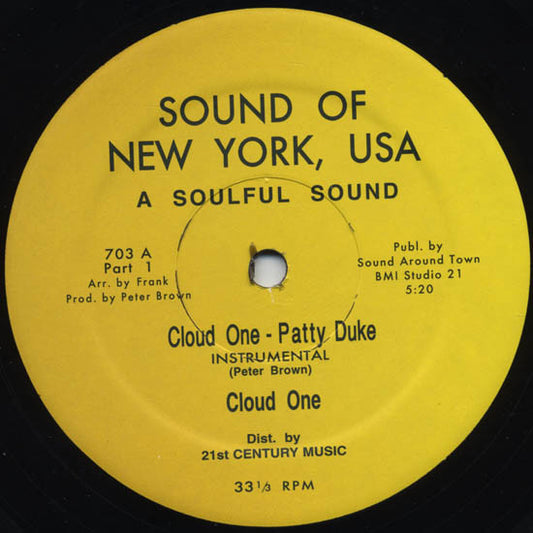 SOUND OF
NEW YORK, USA
A SOULFUL SOUND
703 A
Part 1
Arr. by Frank
Prod. by Peter Brown
Publ. by
Sound Around Town
BMI Studio 21
5:20
Cloud One - Patty Duke
INSTRUMENTAL
(Peter Brown)
Cloud One
Dist. by
21st CENTURY MUSIC
33 1/3 RPM